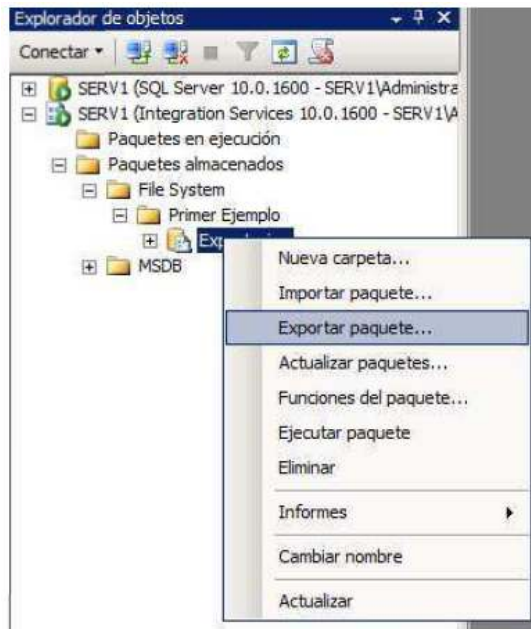 Explorador de objetos
Conectar
SERV1 (SQL Server 10.0.1600 - SERV1\Administra
SERV1 (Integration Services 10.0.1600 - SERV1\A
Paquetes en ejecución
Paquetes almacenados
File System
Primer Ejemplo
MSDB
Nueva carpeta...
Importar paquete...
Exportar paquete...
Actualizar paquetes...
Funciones del paquete...
Ejecutar paquete
Eliminar
Informes
Cambiar nombre
Actualizar